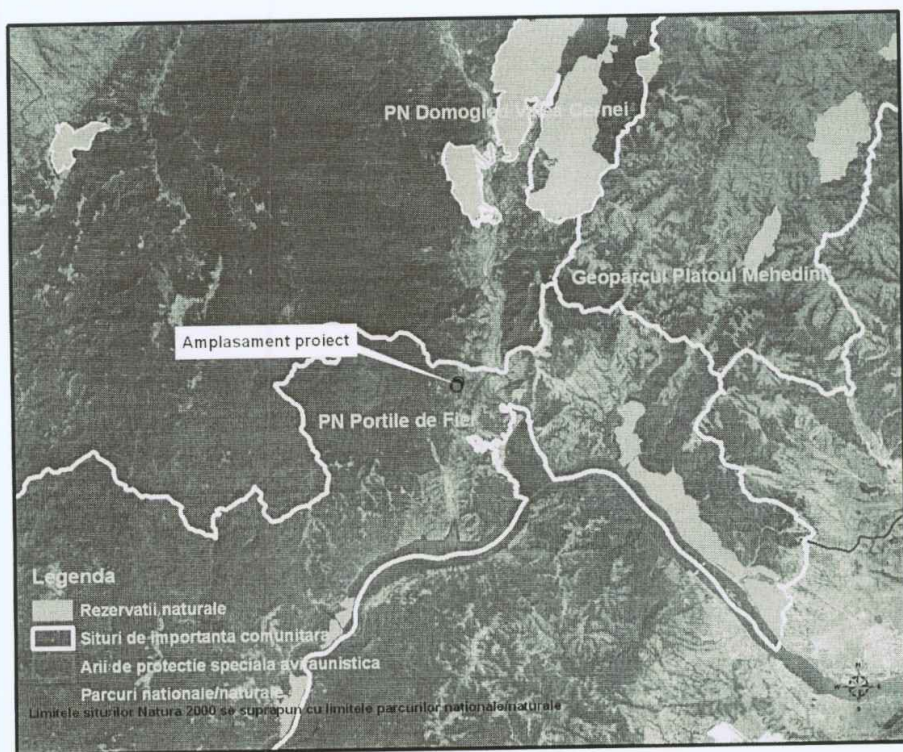 PN Domogled Valea Cernei
Geoparcul Platoul Mehedinti
Amplasament proiect
PN Portile de Fier
Legenda
Rezervatii naturale
Situri de importanta comunitara
Arii de protectie speciala avifaunistica
Parcuri nationale/naturale
Limitele siturilor Natura 2000 se suprapun cu limitele parcurilor nationale/naturale